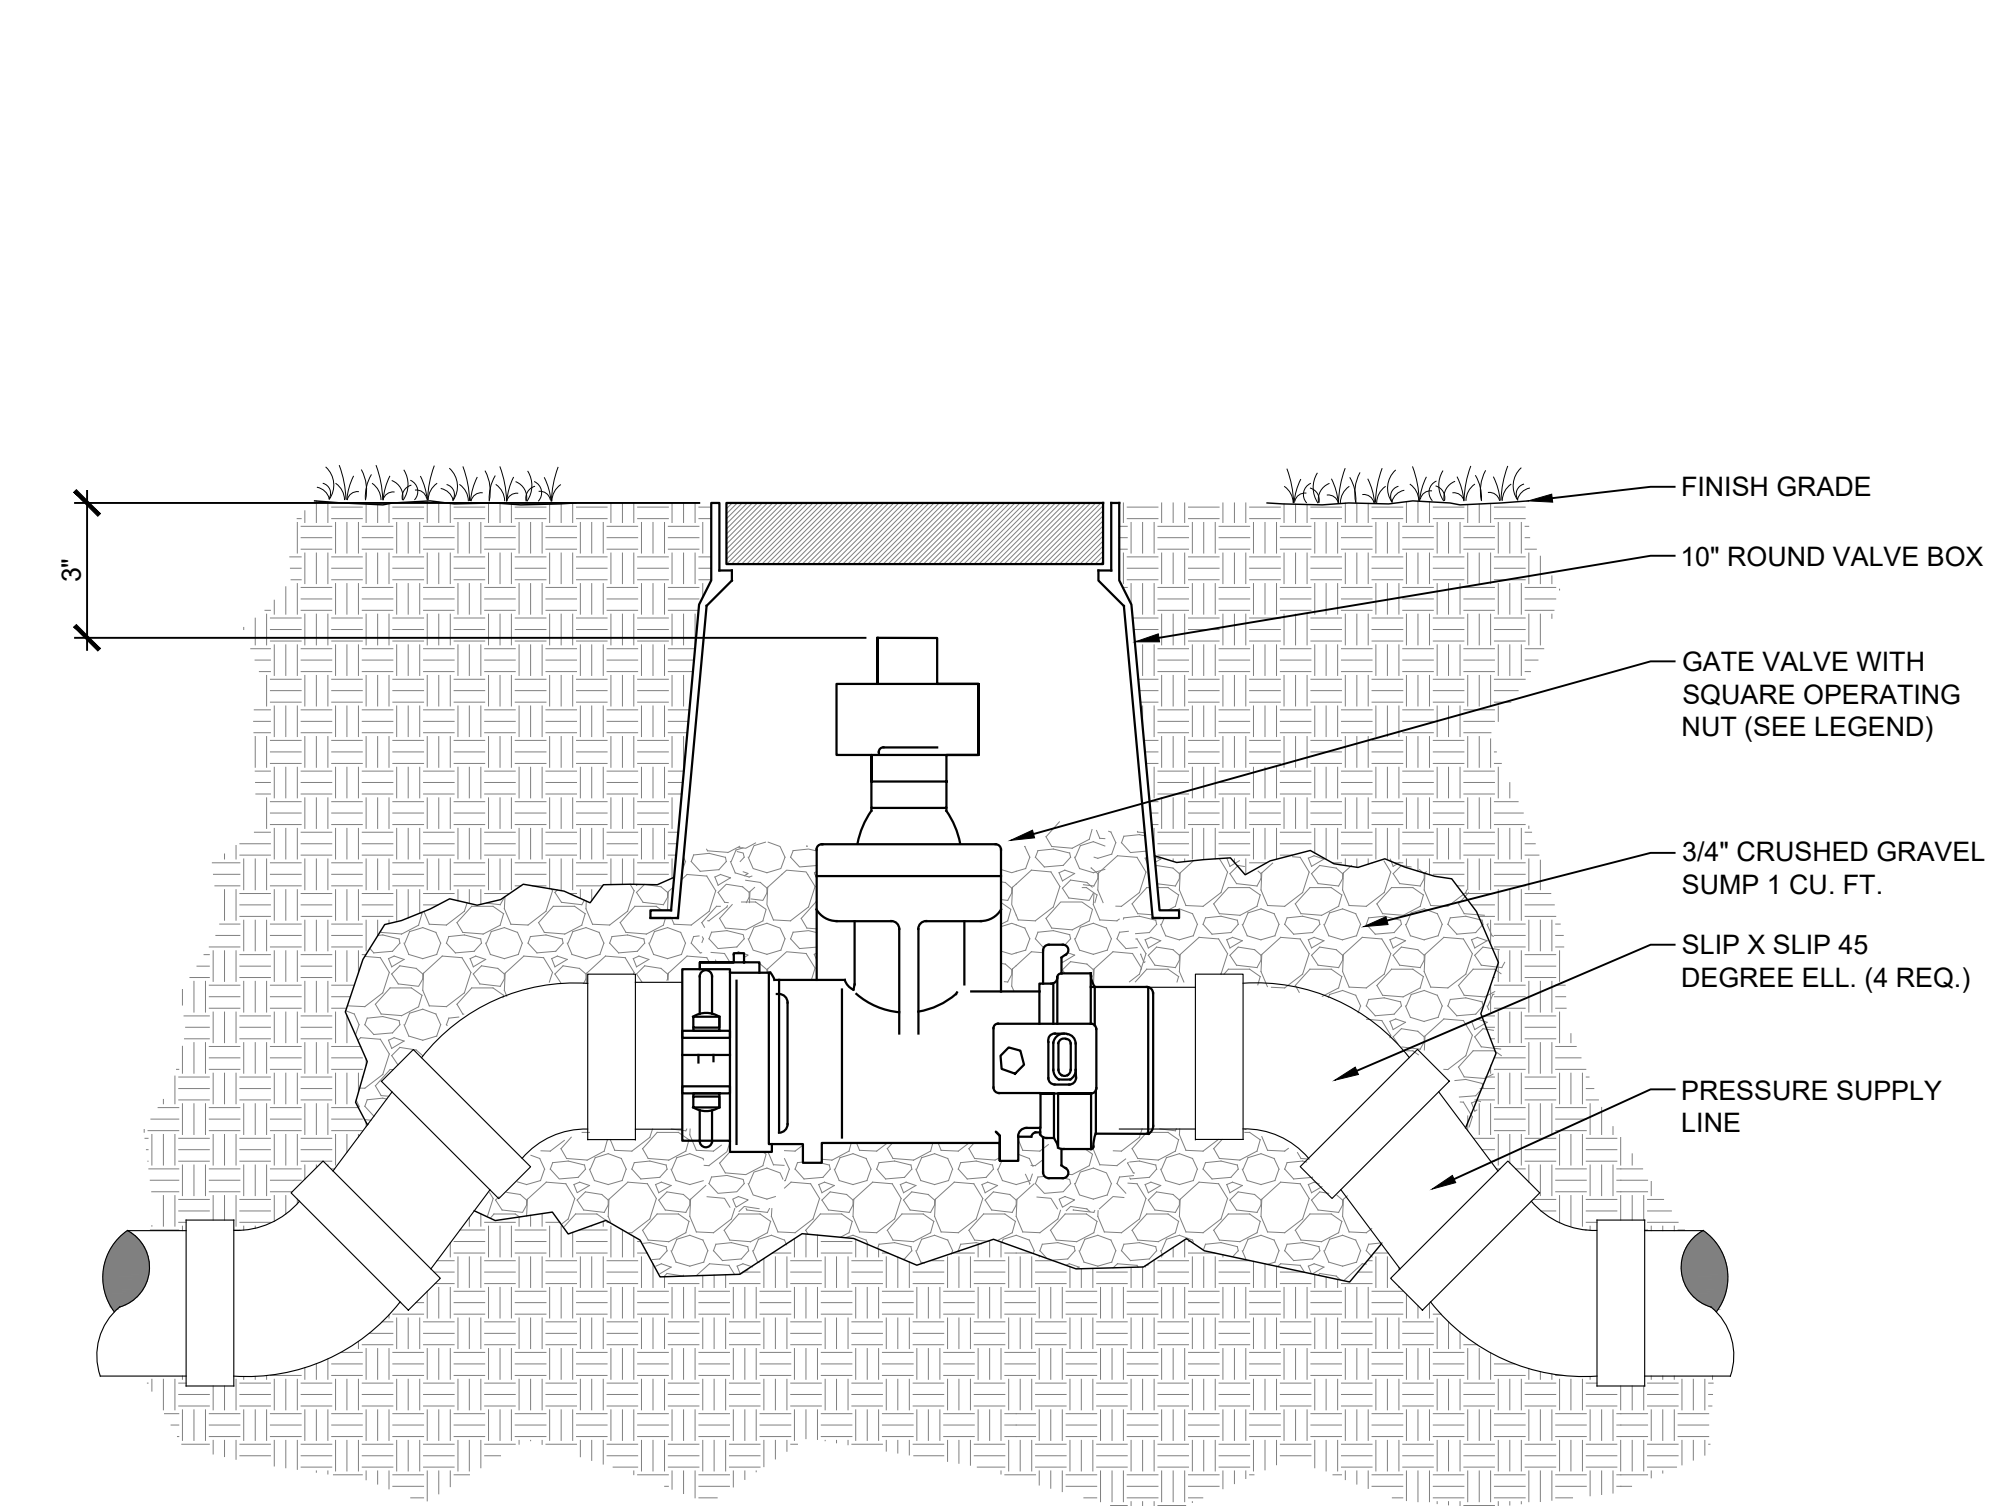 3"
FINISH GRADE
10" ROUND VALVE BOX
GATE VALVE WITH
SQUARE OPERATING
NUT (SEE LEGEND)
3/4" CRUSHED GRAVEL
SUMP 1 CU. FT.
SLIP X SLIP 45
DEGREE ELL. (4 REQ.)
PRESSURE SUPPLY
LINE